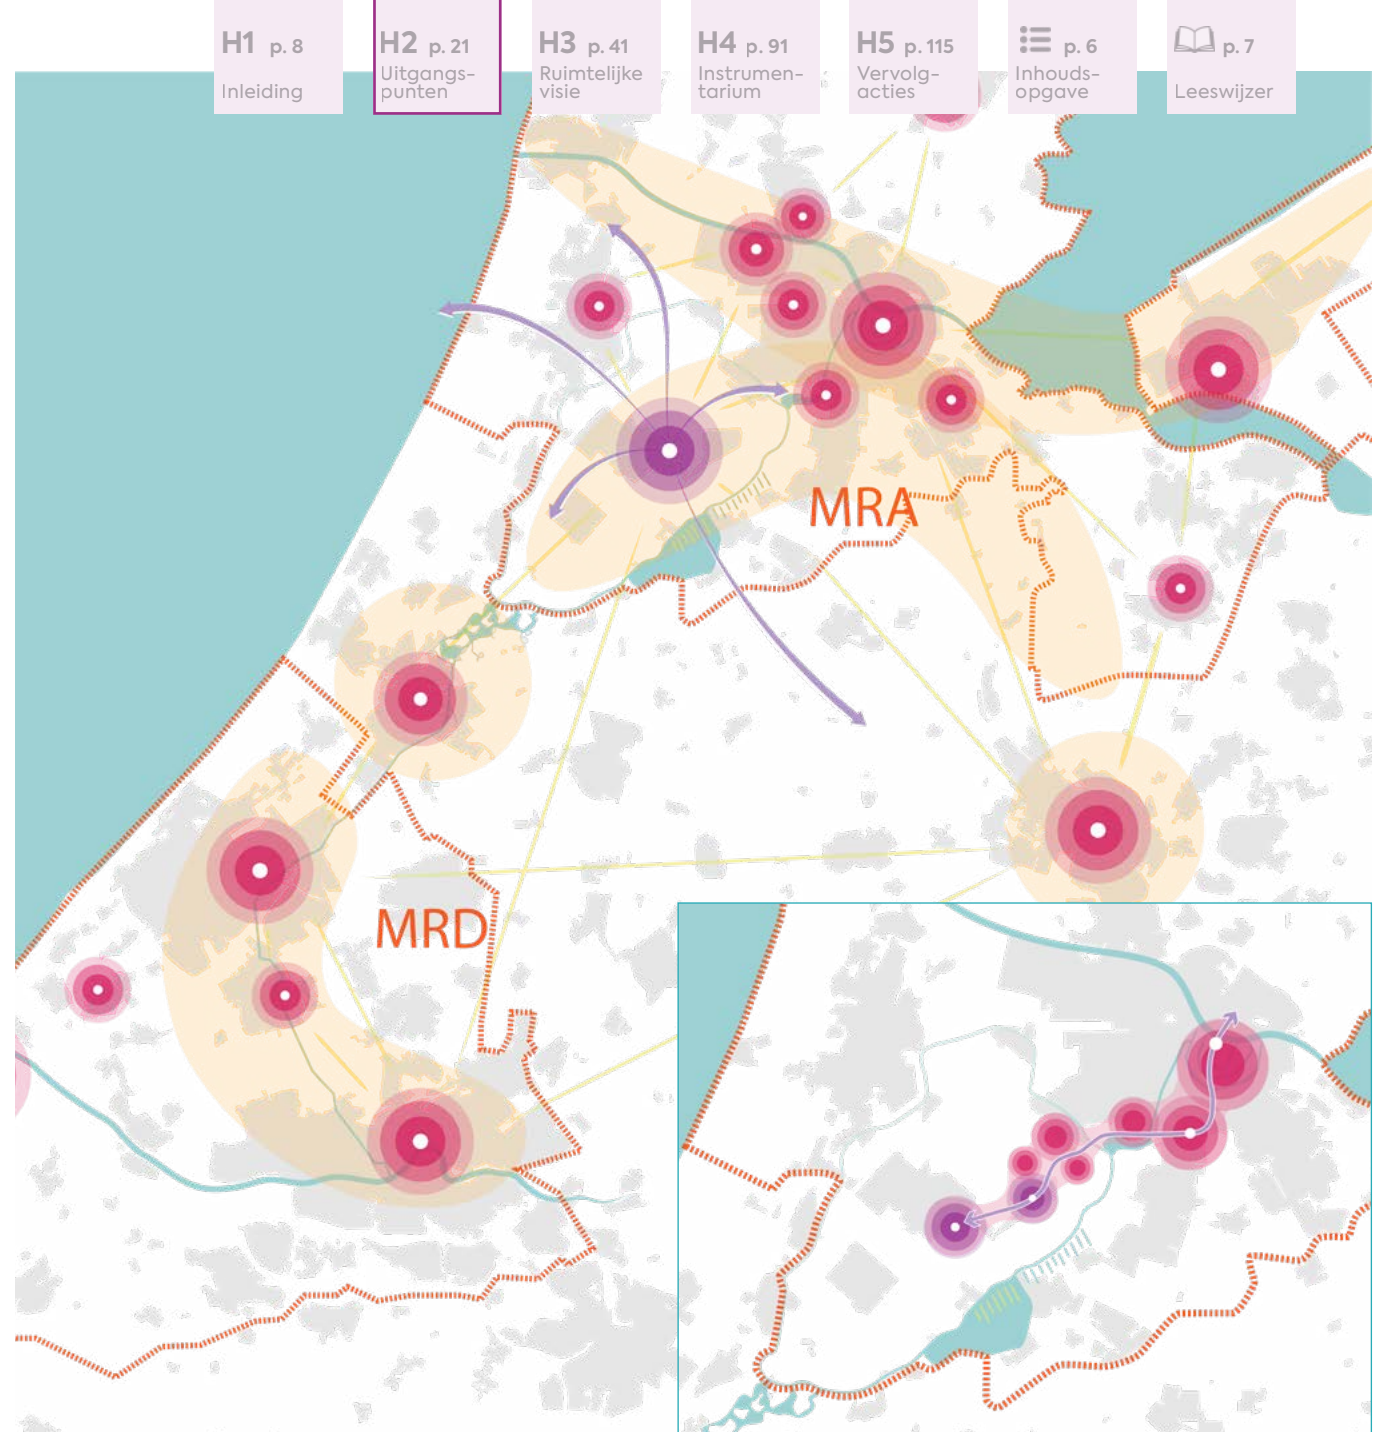 H1 p. 8
Inleiding
H2 p. 21
Uitgangs-
punten
H3 p. 41
Ruimtelijke
visie
H4 p. 91
Instrumen-
tarium
H5 p. 115
Vervolg-
acties
p. 6
Inhouds-
opgave
p. 7
Leeswijzer
MRA
MRD